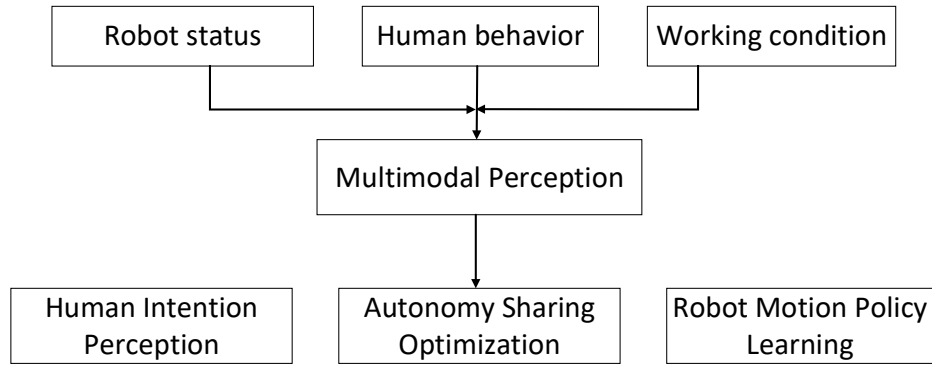 Robot status
Human behavior
Working condition
Multimodal Perception
Human Intention
Perception
Autonomy Sharing
Optimization
Robot Motion Policy
Learning